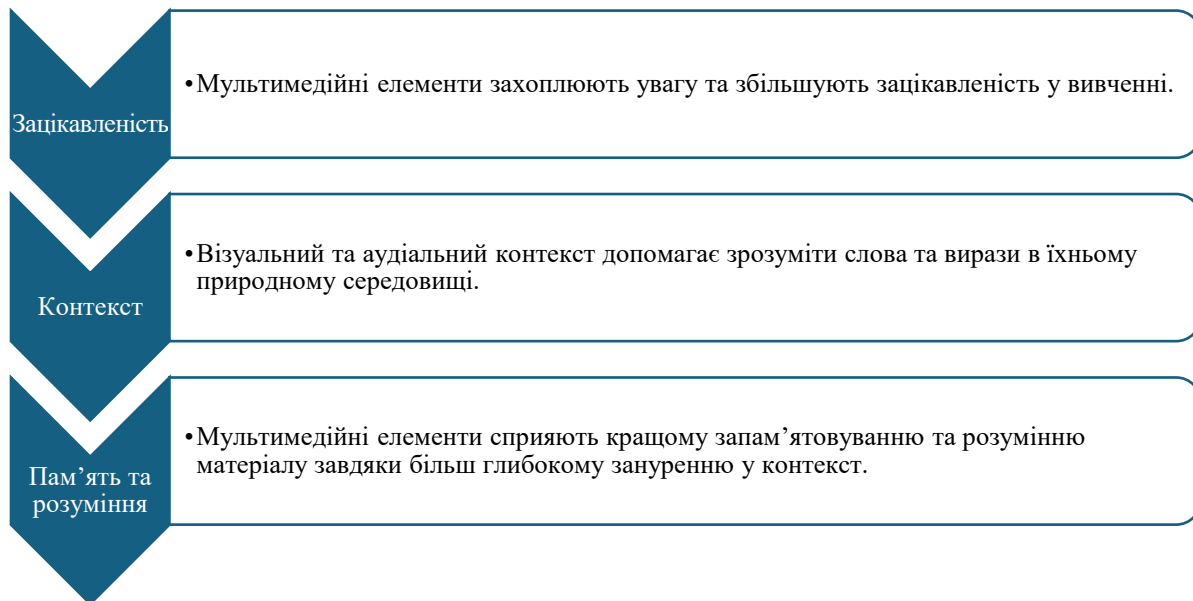 Зацікавленість
•Мультимедійні елементи захоплюють увагу та збільшують зацікавленість у вивченні.
Контекст
•Візуальний та аудіальний контекст допомагає зрозуміти слова та вирази в їхньому
природному середовищі.
Пам’ять та
розуміння
•Мультимедійні елементи сприяють кращому запам’ятовуванню та розумінню
матеріалу завдяки більш глибокому зануренню у контекст.